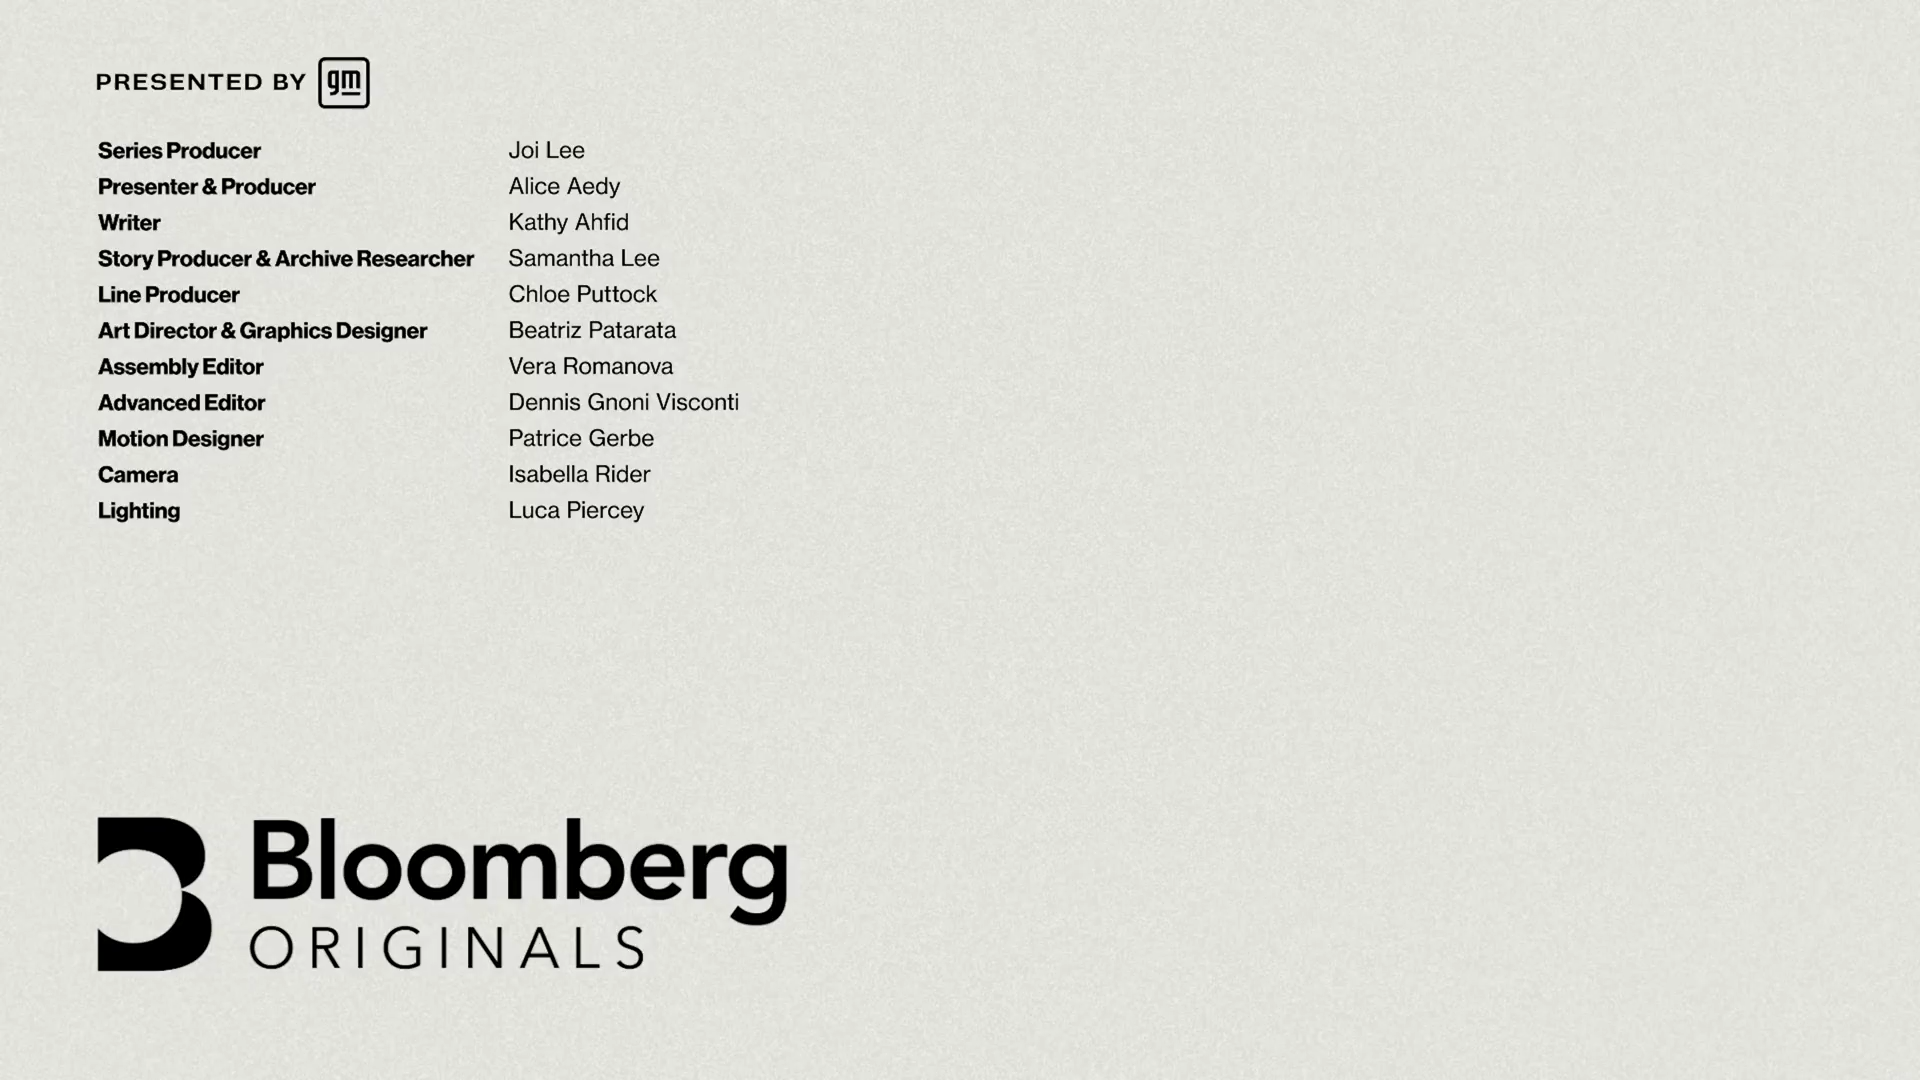 PRESENTED BY gm
Series Producer Joi Lee
Presenter & Producer Alice Aedy
Writer Kathy Ahfid
Story Producer & Archive Researcher Samantha Lee
Line Producer Chloe Puttock
Art Director & Graphics Designer Beatriz Patarata
Assembly Editor Vera Romanova
Advanced Editor Dennis Gnoni Visconti
Motion Designer Patrice Gerbe
Camera Isabella Rider
Lighting Luca Piercey
B Bloomberg
ORIGINALS